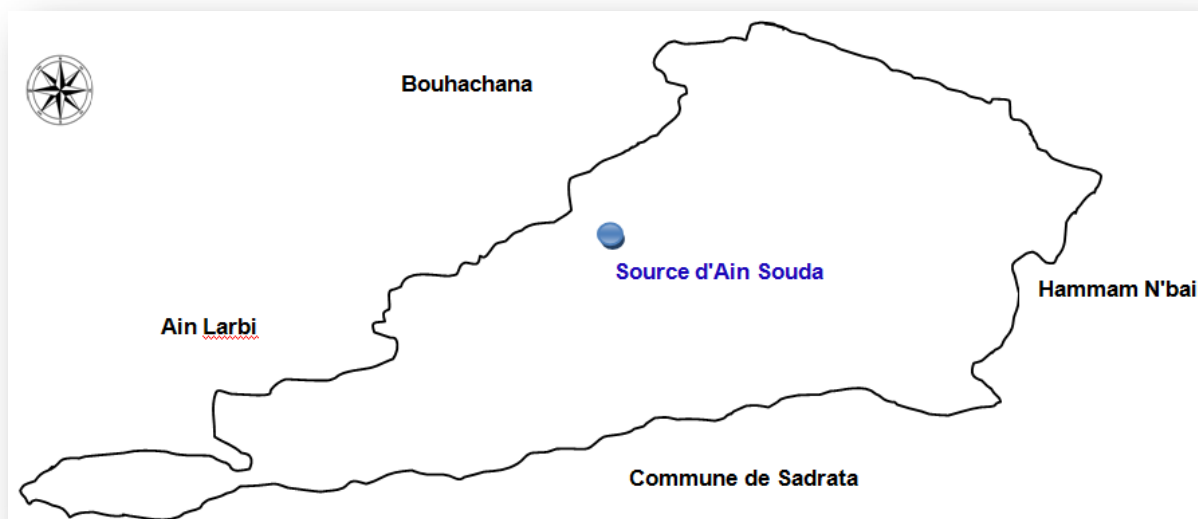 Bouhachana
Source d'Ain Souda
Hammam N'bai
Ain Larbi
Commune de Sadrata